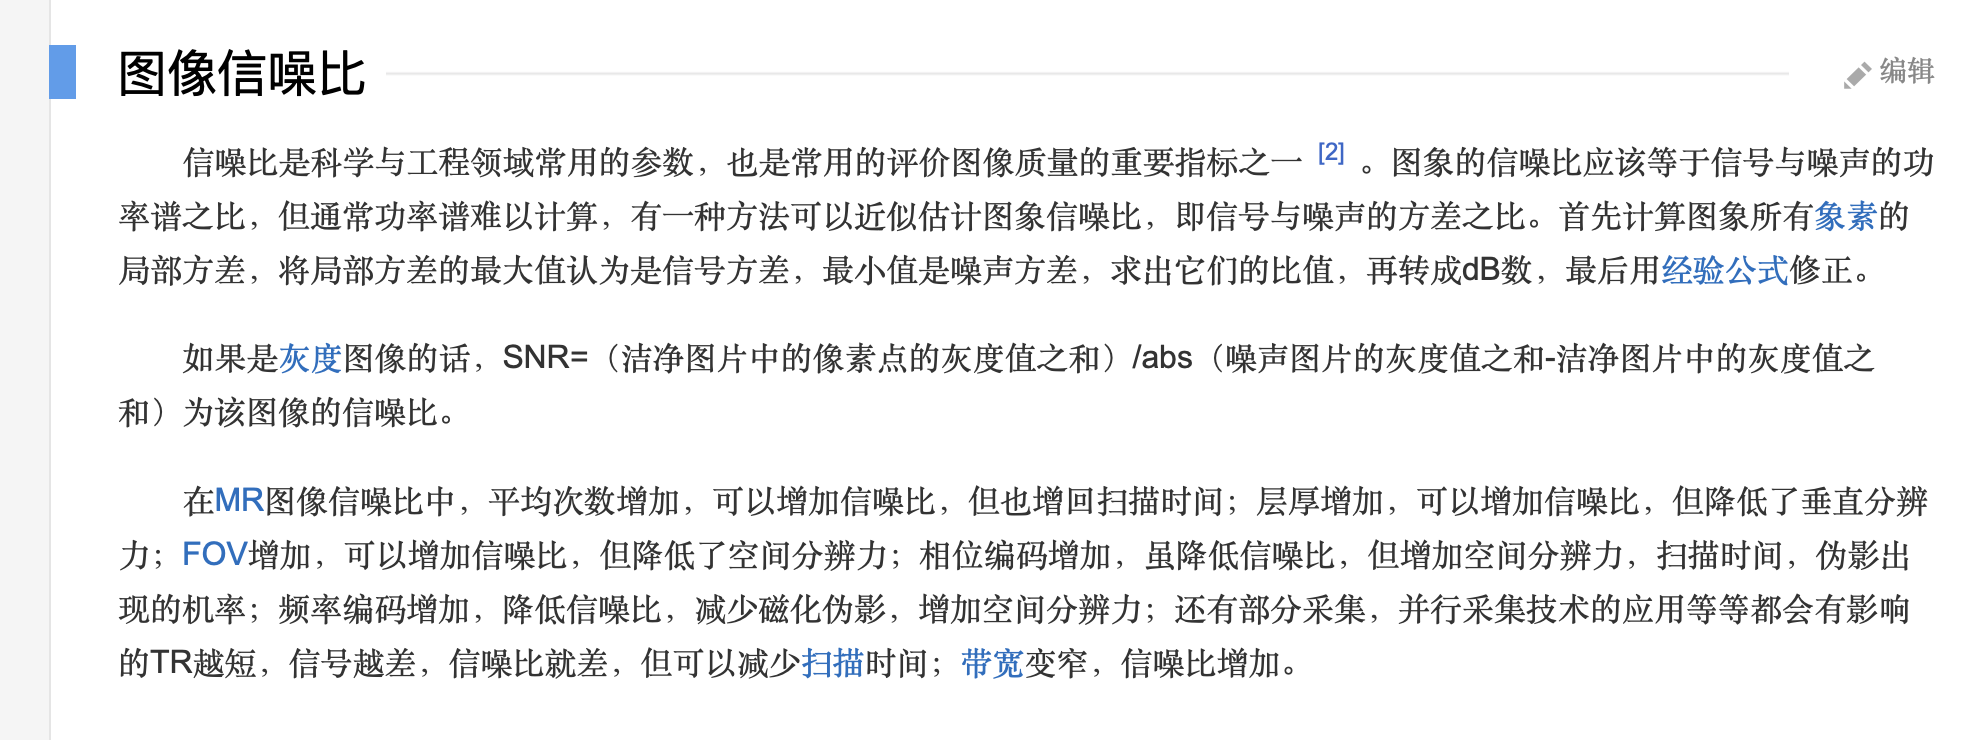 图像信噪比
编辑
信噪比是科学与工程领域常用的参数，也是常用的评价图像质量的重要指标之一 [2] 。图象的信噪比应该等于信号与噪声的功
率谱之比，但通常功率谱难以计算，有一种方法可以近似估计图象信噪比，即信号与噪声的方差之比。首先计算图象所有象素的
局部方差，将局部方差的最大值认为是信号方差，最小值是噪声方差，求出它们的比值，再转成dB数，最后用经验公式修正。
如果是灰度图像的话，SNR=（洁净图片中的像素点的灰度值之和）/abs（噪声图片的灰度值之和-洁净图片中的灰度值之
和）为该图像的信噪比。
在MR图像信噪比中，平均次数增加，可以增加信噪比，但也增回扫描时间；层厚增加，可以增加信噪比，但降低了垂直分辨
力；FOV增加，可以增加信噪比，但降低了空间分辨力；相位编码增加，虽降低信噪比，但增加空间分辨力，扫描时间，伪影出
现的机率；频率编码增加，降低信噪比，减少磁化伪影，增加空间分辨力；还有部分采集，并行采集技术的应用等等都会有影响
的TR越短，信号越差，信噪比就差，但可以减少扫描时间；带宽变窄，信噪比增加。